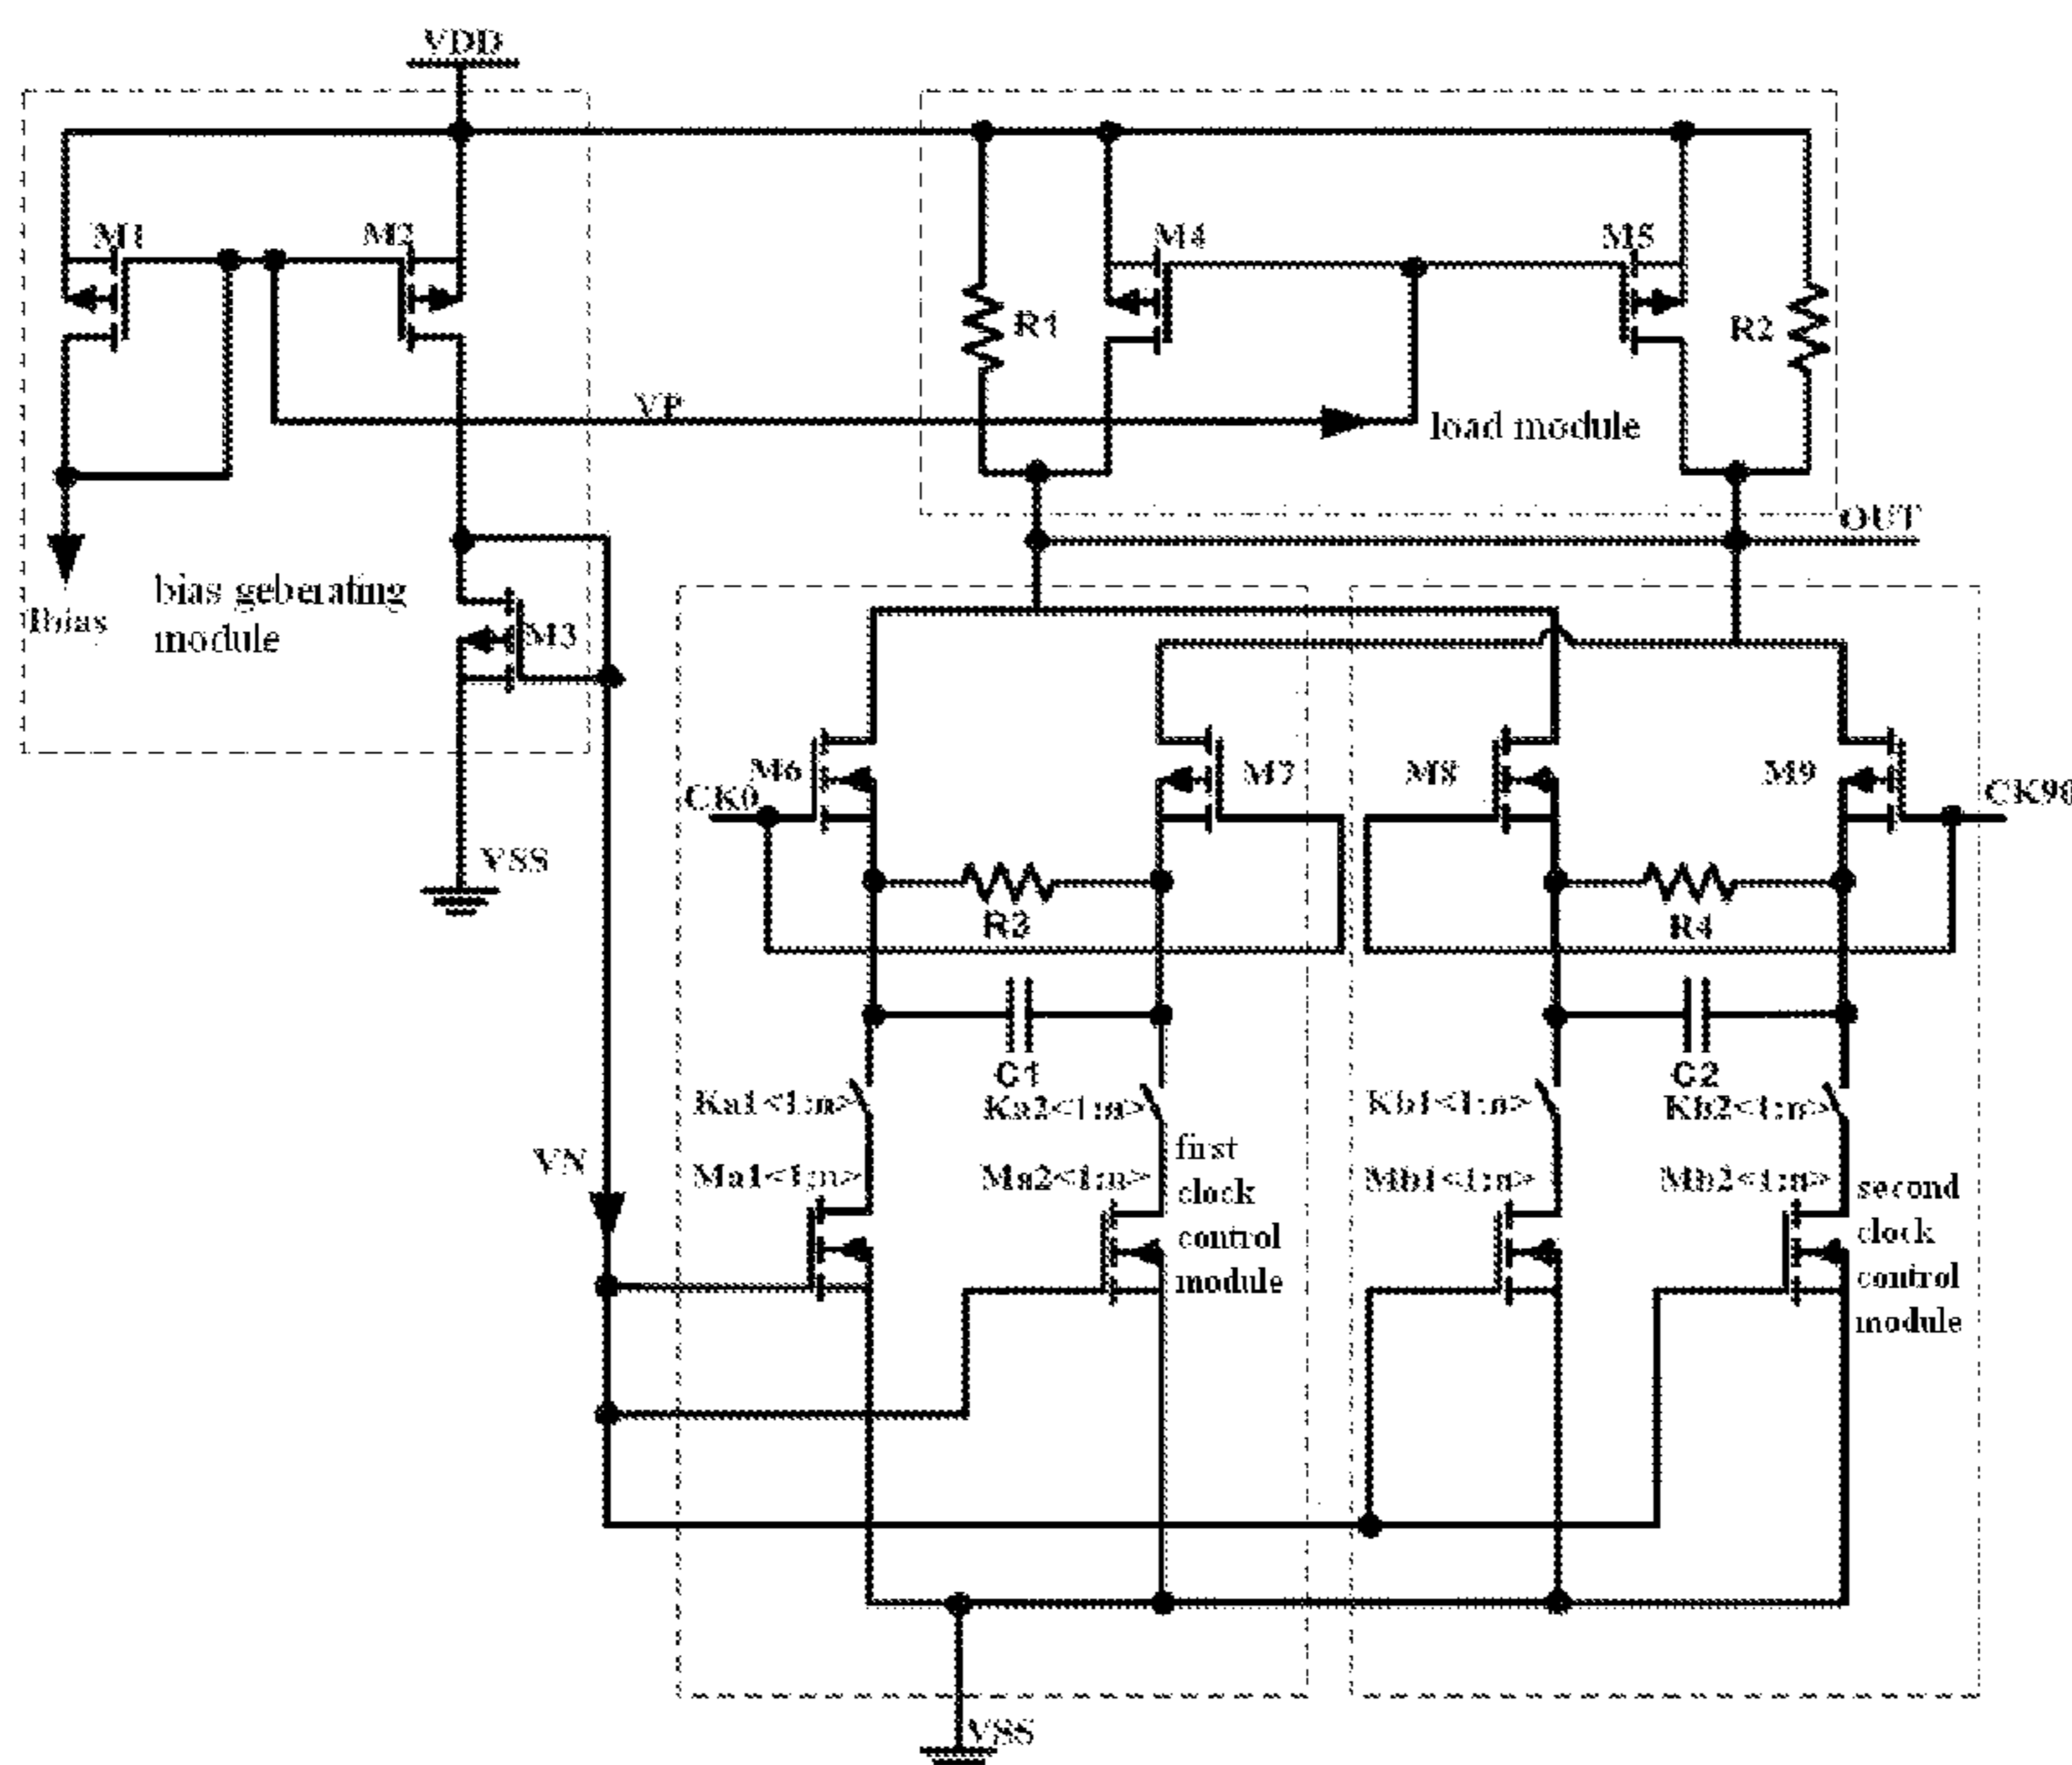 VDD
M1
M2
M4
M5
R1
R2
VP
load module
OUT
Ibias
bias geberating
module
M3
M6
M7
M8
M9
CK0
CK90
VSS
R3
R4
C1
C2
Ka1<1:n>
Ka2<1:n>
Kb1<1:n>
Kb2<1:n>
VN
Ma1<1:n>
Ma2<1:n>
Mb1<1:n>
Mb2<1:n>
first
clock
control
module
second
clock
control
module
VSS